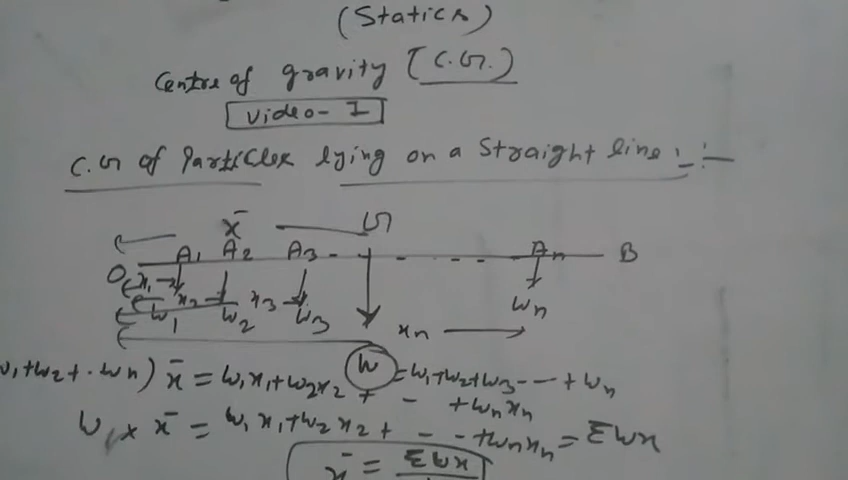 (Statics)
Centre of gravity (C.G.)
Video- I
C.G of Particles lying on a Straight line :-
x̄ G
O A1 A2 A3 - - - - - An B
x1 x2 x3 xn
w1 w2 w3 wn
w1+w2+..wn) x̄ = w1x1+w2x2 + - +wnxn
W = w1+w2+w3 - - - + wn
W × x̄ = w1x1+w2x2 + - - +wnxn = Σwx
x̄ = Σwx